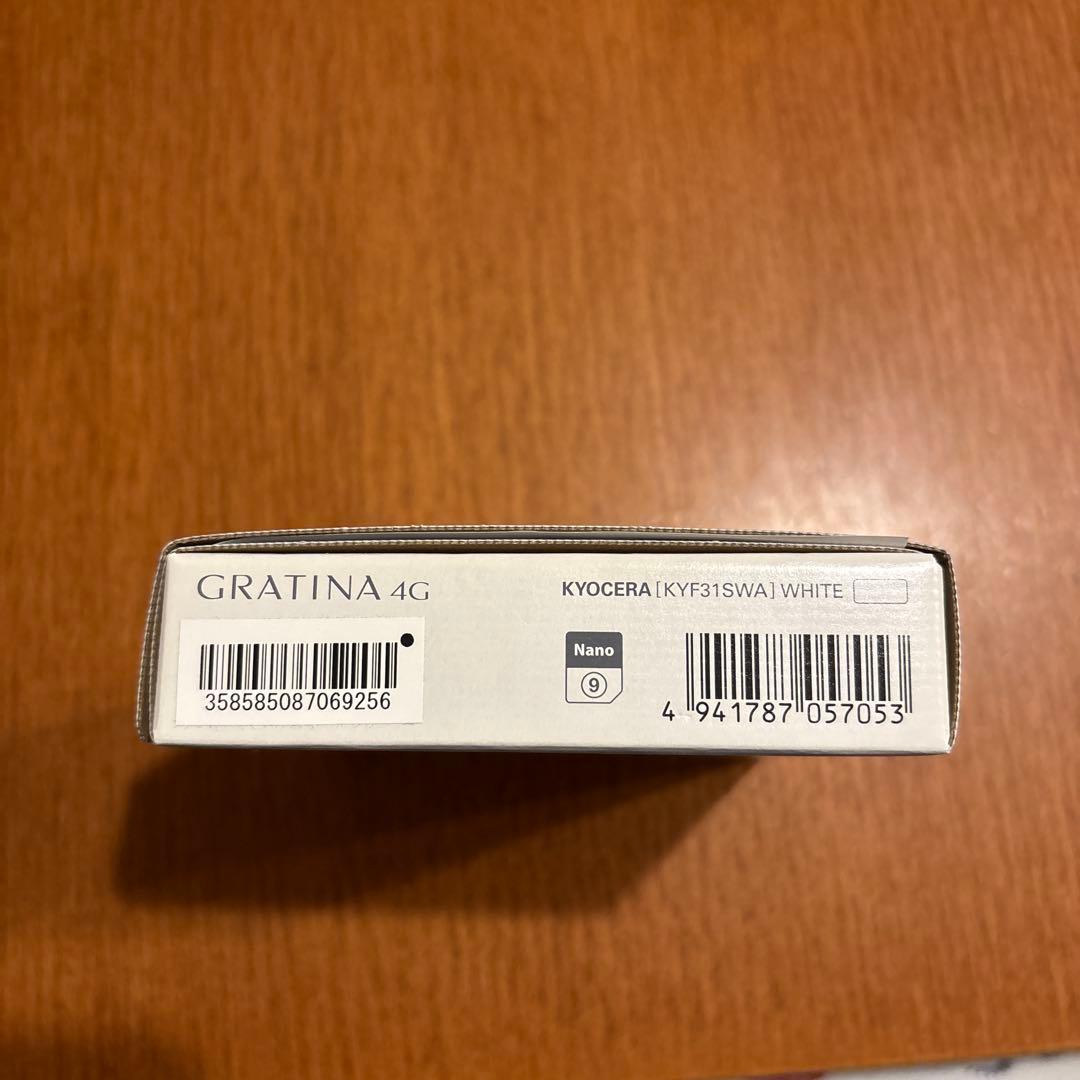 GRATINA 4G
KYOCERA [KYF31SWA] WHITE
358585087069256
Nano
9
4 941787 057053